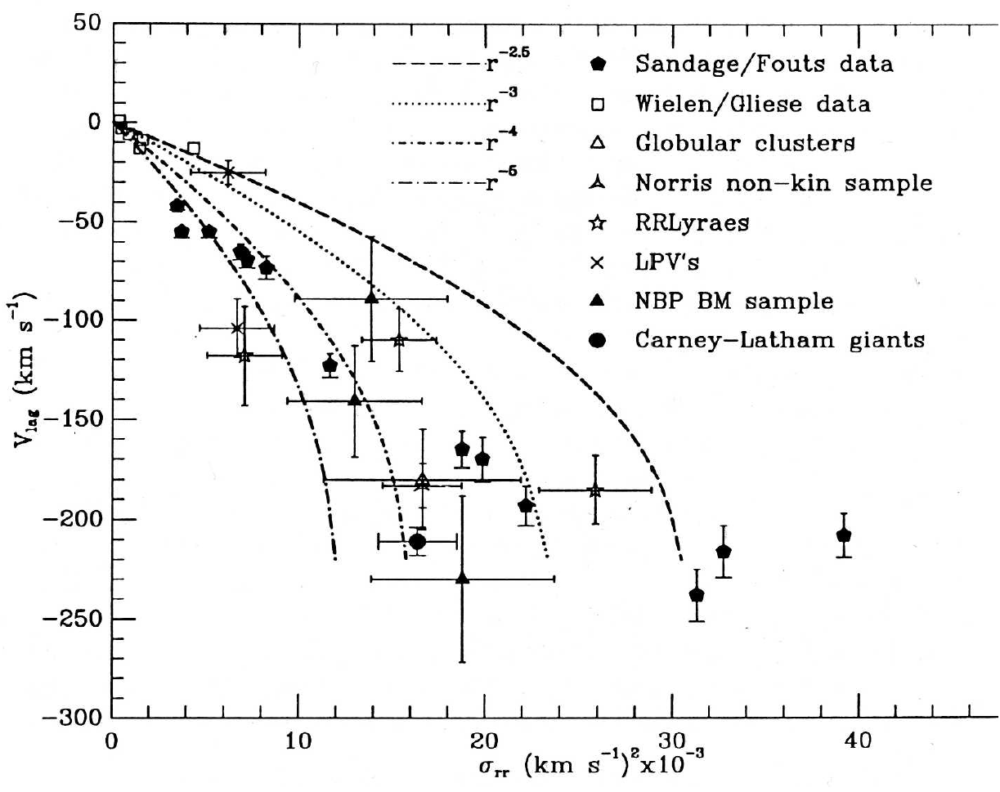 50
0
−50
−100
−150
−200
−250
−300
V_lag (km s^−1)
r^−2.5
r^−3
r^−4
r^−5
Sandage/Fouts data
Wielen/Gliese data
Globular clusters
Norris non−kin sample
RRLyraes
LPV's
NBP BM sample
Carney−Latham giants
0 10 20 30 40
σ_rr (km s^−1)^2x10^−3